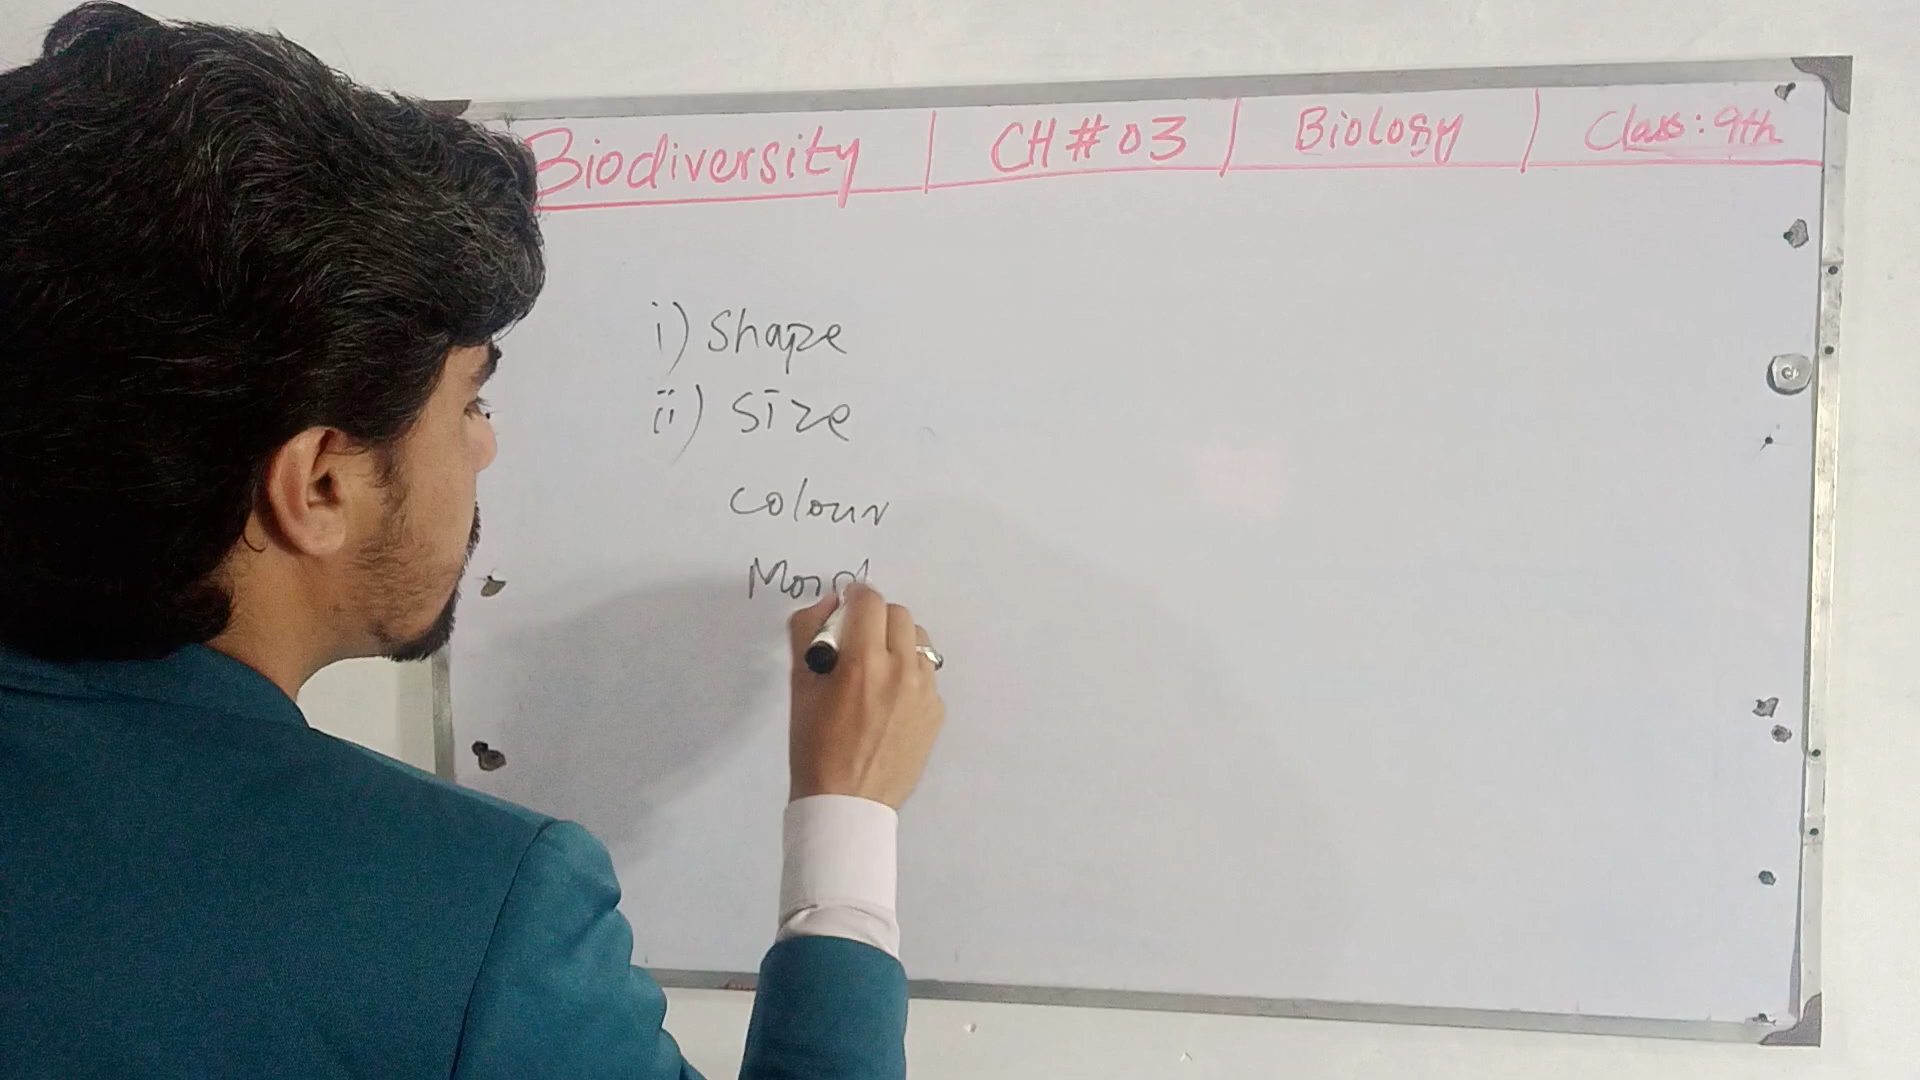 Biodiversity | CH # 03 | Biology | Class: 9th
i) Shape
ii) Size
Colour